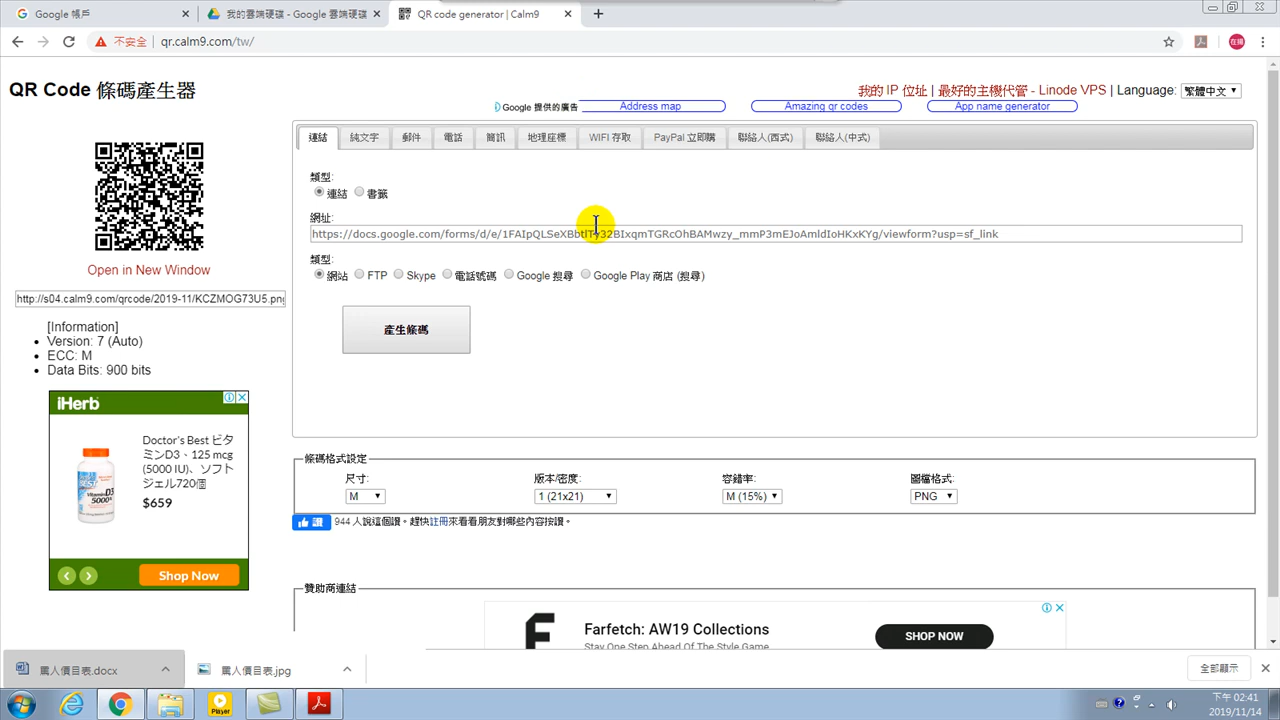 Google 帳戶
我的雲端硬碟 - Google 雲端硬碟
QR code generator | Calm9
不安全 | qr.calm9.com/tw/
QR Code 條碼產生器
我的 IP 位址 | 最好的主機代管 - Linode VPS | Language: 繁體中文
Google 提供的廣告
Address map
Amazing qr codes
App name generator
連結
純文字
郵件
電話
簡訊
地理座標
WIFI 存取
PayPal 立即購
聯絡人(西式)
聯絡人(中式)
類型:
連結 書籤
網址:
https://docs.google.com/forms/d/e/1FAIpQLSeXBbtITy32BIxqmTGRcOhBAMwzy_mmP3mEJoAmldIoHKxKYg/viewform?usp=sf_link
類型:
網站 FTP Skype 電話號碼 Google 搜尋 Google Play 商店 (搜尋)
產生條碼
Open in New Window
http://s04.calm9.com/qrcode/2019-11/KCZMOG73U5.png
[Information]
Version: 7 (Auto)
ECC: M
Data Bits: 900 bits
iHerb
Doctor's Best ビタ
ミンD3、125 mcg
(5000 IU)、ソフト
ジェル720個
$659
Shop Now
條碼格式設定
尺寸:
M
版本/密度:
1 (21x21)
容錯率:
M (15%)
圖檔格式:
PNG
讚
944 人說這個讚。趕快註冊來看看朋友對哪些內容按讚。
贊助商連結
Farfetch: AW19 Collections
Stay One Step Ahead Of The Style Game
SHOP NOW
罵人價目表.docx
罵人價目表.jpg
全部顯示
Player
下午 02:41
2019/11/14